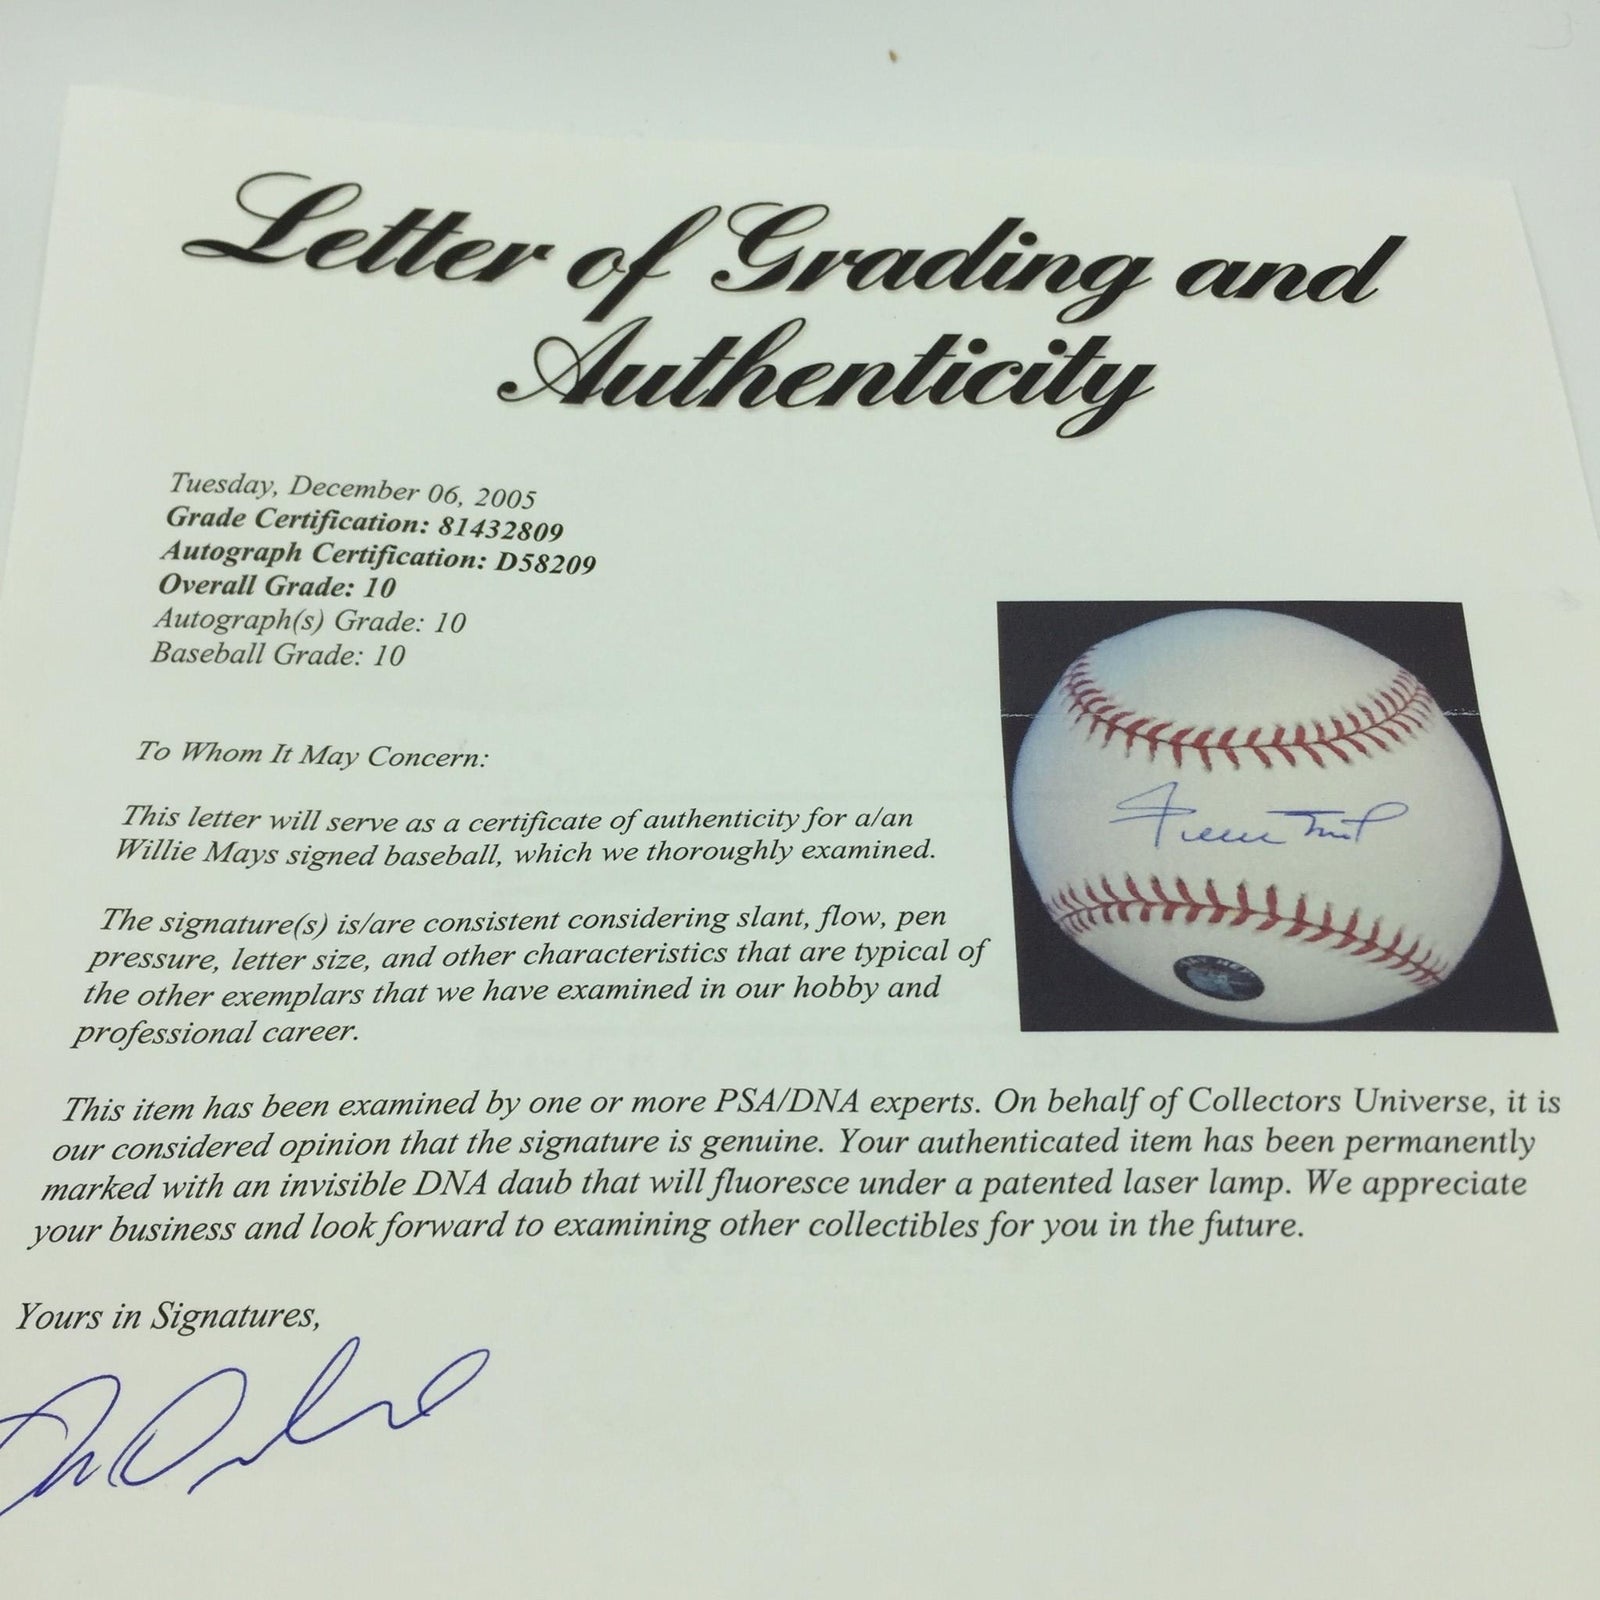 Letter of Grading and
Authenticity
Tuesday, December 06, 2005
Grade Certification: 81432809
Autograph Certification: D58209
Overall Grade: 10
Autograph(s) Grade: 10
Baseball Grade: 10
To Whom It May Concern:
This letter will serve as a certificate of authenticity for a/an
Willie Mays signed baseball, which we thoroughly examined.
The signature(s) is/are consistent considering slant, flow, pen
pressure, letter size, and other characteristics that are typical of
the other exemplars that we have examined in our hobby and
professional career.
Willie Mays
This item has been examined by one or more PSA/DNA experts. On behalf of Collectors Universe, it is
our considered opinion that the signature is genuine. Your authenticated item has been permanently
marked with an invisible DNA daub that will fluoresce under a patented laser lamp. We appreciate
your business and look forward to examining other collectibles for you in the future.
Yours in Signatures,